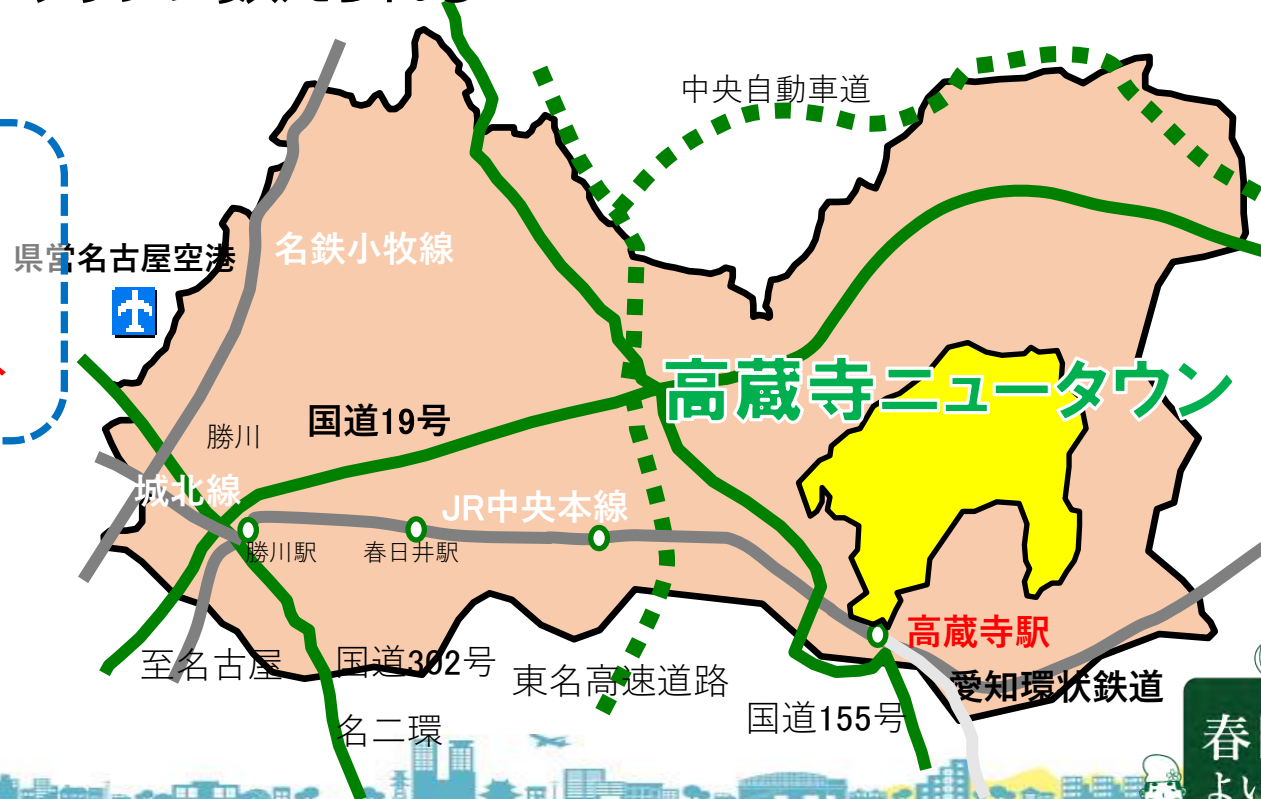 中央自動車道
県営名古屋空港
名鉄小牧線
高蔵寺ニュータウン
国道19号
勝川
城北線
JR中央本線
勝川駅
春日井駅
高蔵寺駅
至名古屋
国道302号
東名高速道路
愛知環状鉄道
国道155号
名二環
春
よい